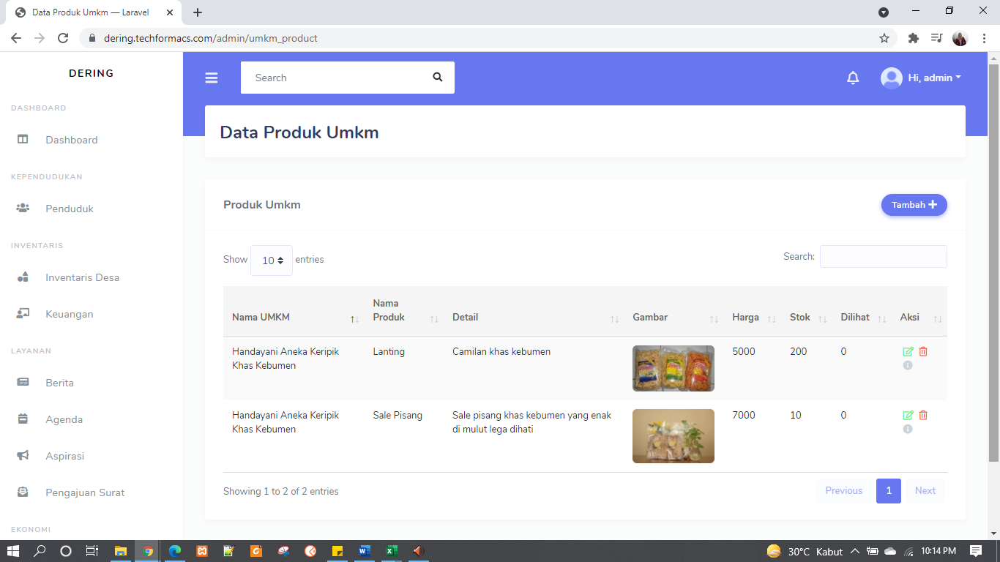 Data Produk Umkm — Laravel
dering.techformacs.com/admin/umkm_product
DERING
Search
Hi, admin
DASHBOARD
Dashboard
KEPENDUDUKAN
Penduduk
INVENTARIS
Inventaris Desa
Keuangan
LAYANAN
Berita
Agenda
Aspirasi
Pengajuan Surat
EKONOMI
Data Produk Umkm
Produk Umkm
Tambah
Show 10 entries
Search:
Nama UMKM
Nama
Produk
Detail
Gambar
Harga
Stok
Dilihat
Aksi
Handayani Aneka Keripik
Khas Kebumen
Lanting
Camilan khas kebumen
5000
200
0
Handayani Aneka Keripik
Khas Kebumen
Sale Pisang
Sale pisang khas kebumen yang enak
di mulut lega dihati
7000
10
0
Showing 1 to 2 of 2 entries
Previous
1
Next
30°C Kabut
10:14 PM